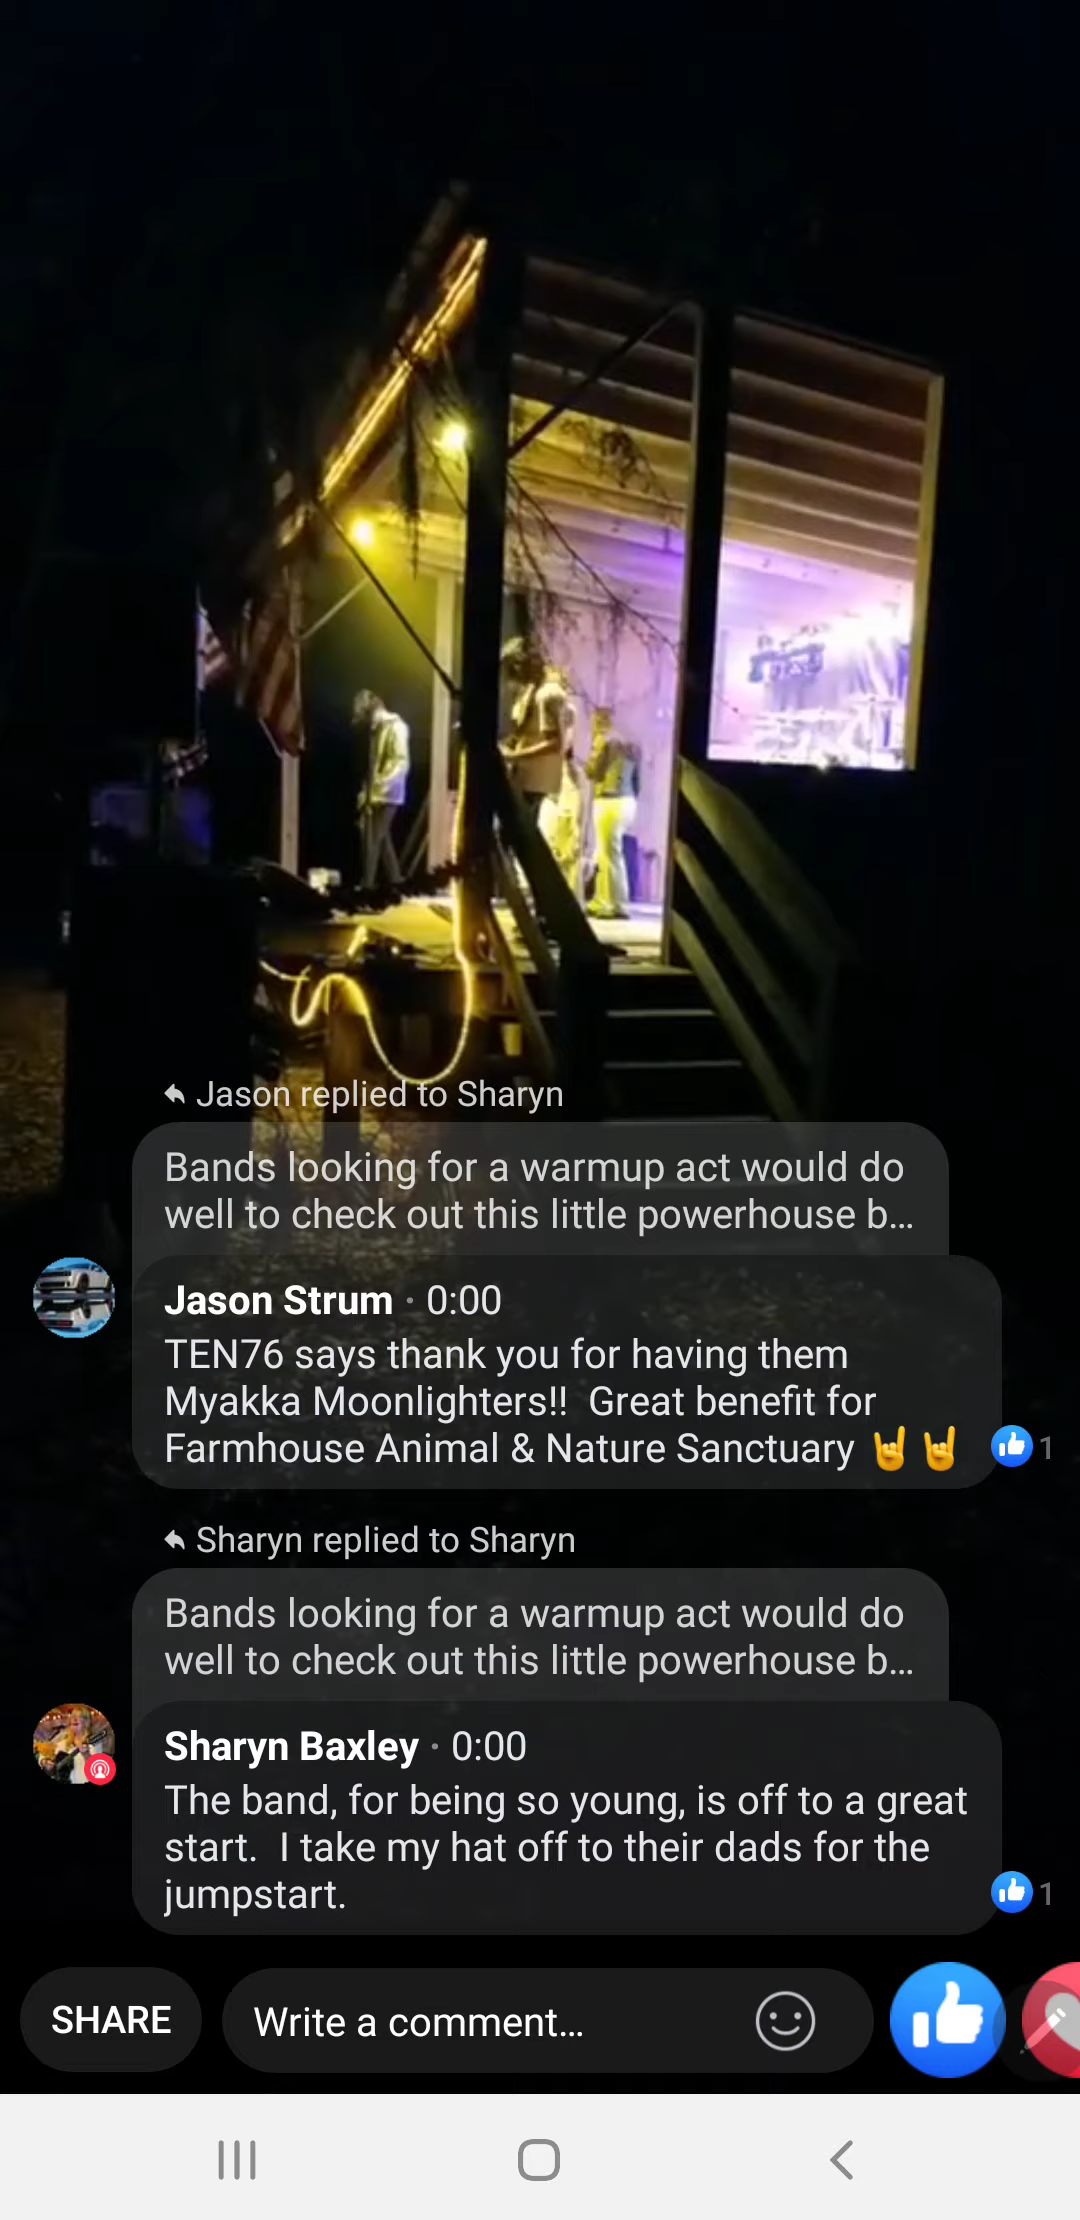 Jason replied to Sharyn
Bands looking for a warmup act would do
well to check out this little powerhouse b...
Jason Strum · 0:00
TEN76 says thank you for having them
Myakka Moonlighters!!  Great benefit for
Farmhouse Animal & Nature Sanctuary 🤘🤘
1
Sharyn replied to Sharyn
Bands looking for a warmup act would do
well to check out this little powerhouse b...
Sharyn Baxley · 0:00
The band, for being so young, is off to a great
start.  I take my hat off to their dads for the
jumpstart.
1
SHARE
Write a comment...